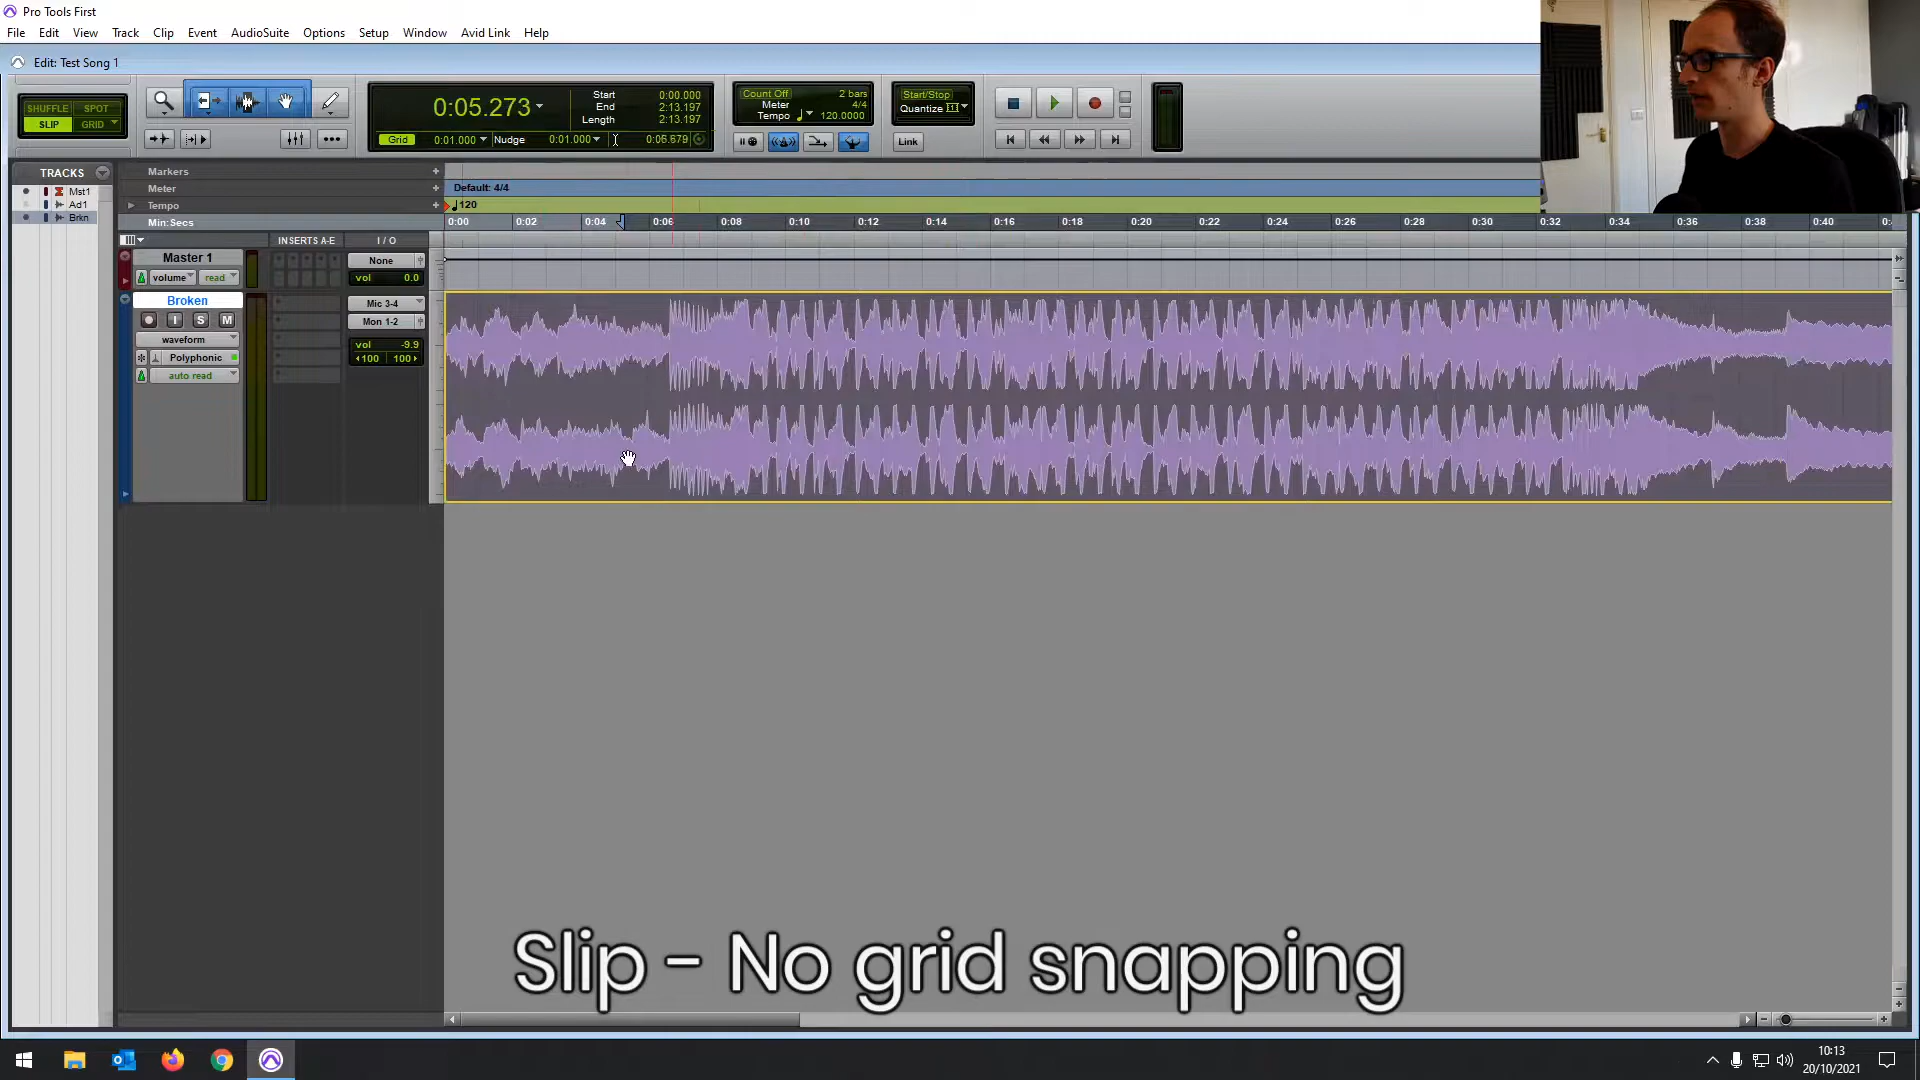 Pro Tools First
File Edit View Track Clip Event AudioSuite Options Setup Window Avid Link Help
Edit: Test Song 1
SHUFFLE SPOT
SLIP GRID
0:05.273
Start 0:00.000
End 2:13.197
Length 2:13.197
Grid 0:01.000 Nudge 0:01.000 0:05.679
Count Off 2 bars
Meter 4/4
Tempo 120.0000
Start/Stop
Quantize
Link
TRACKS
Mst1
Ad1
Brkn
Markers
Meter
Default: 4/4
Tempo
120
Min:Secs
0:00 0:02 0:04 0:06 0:08 0:10 0:12 0:14 0:16 0:18 0:20 0:22 0:24 0:26 0:28 0:30 0:32 0:34 0:36 0:38 0:40
INSERTS A-E I / O
Master 1
None
volume read
vol 0.0
Broken
Mic 3-4
I S M
Mon 1-2
waveform
vol -9.9
Polyphonic
100 100
auto read
Slip - No grid snapping
10:13
20/10/2021